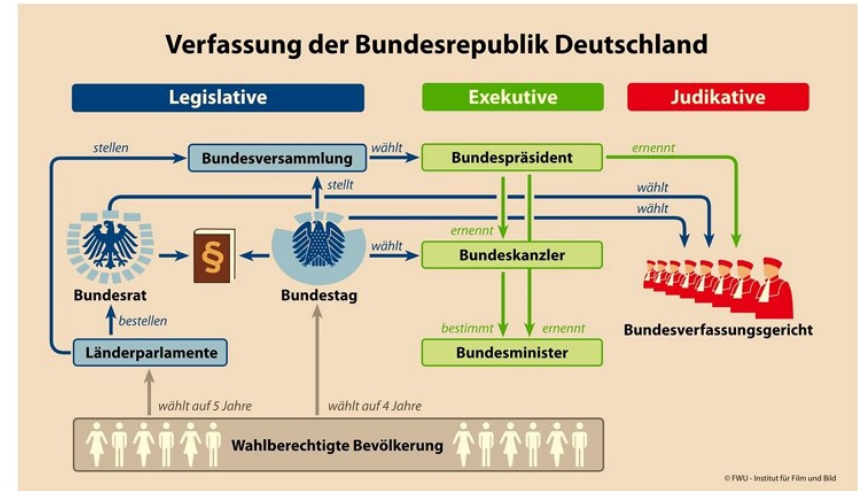 Verfassung der Bundesrepublik Deutschland
Legislative
Exekutive
Judikative
stellen
Bundesversammlung
wählt
Bundespräsident
ernennt
stellt
wählt
wählt
ernennt
§
wählt
Bundeskanzler
Bundesrat
Bundestag
bestellen
bestimmt
ernennt
Bundesverfassungsgericht
Länderparlamente
Bundesminister
wählt auf 5 Jahre
wählt auf 4 Jahre
Wahlberechtigte Bevölkerung
© FWU - Institut für Film und Bild